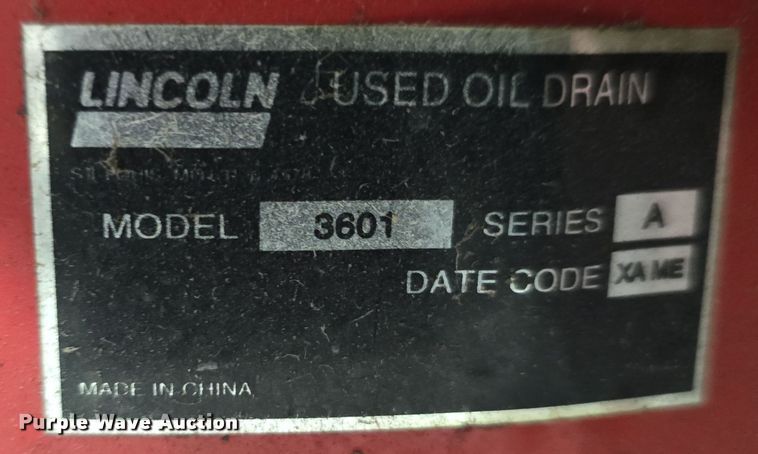 LINCOLN USED OIL DRAIN
MODEL 3601 SERIES A
DATE CODE XA ME
MADE IN CHINA
Purple Wave Auction